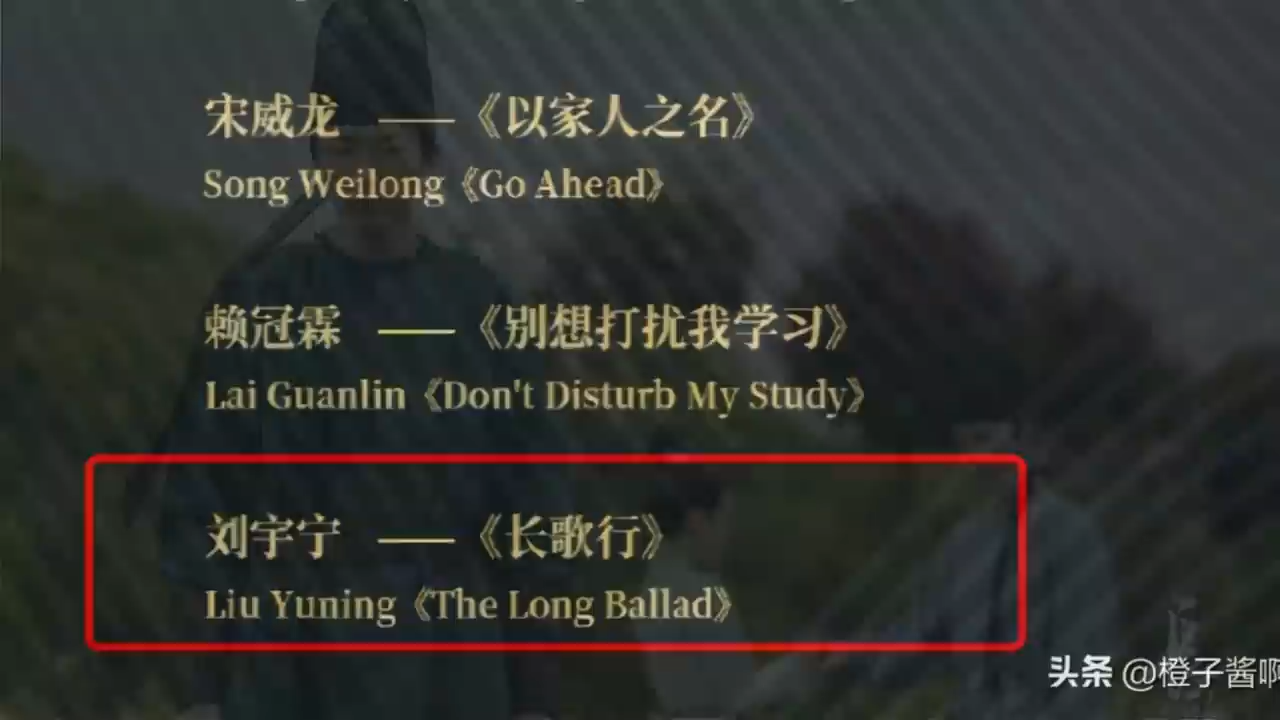 宋威龙 ——《以家人之名》
Song Weilong《Go Ahead》
赖冠霖 ——《别想打扰我学习》
Lai Guanlin《Don't Disturb My Study》
刘宇宁 ——《长歌行》
Liu Yuning《The Long Ballad》
头条 @橙子酱啊